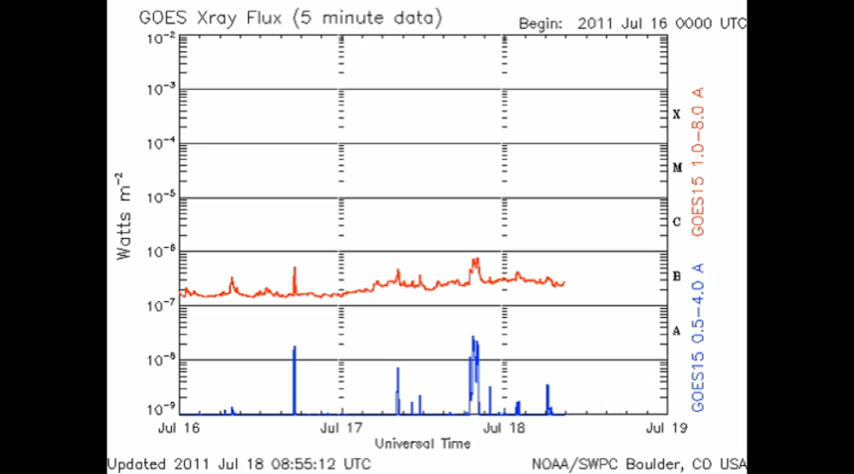 GOES Xray Flux (5 minute data)
Begin: 2011 Jul 16 0000 UTC
10⁻²
10⁻³
10⁻⁴
10⁻⁵
10⁻⁶
10⁻⁷
10⁻⁸
10⁻⁹
Watts m⁻²
X
M
C
B
A
GOES15 1.0-8.0 A
GOES15 0.5-4.0 A
Jul 16
Jul 17
Jul 18
Jul 19
Universal Time
Updated 2011 Jul 18 08:55:12 UTC
NOAA/SWPC Boulder, CO USA